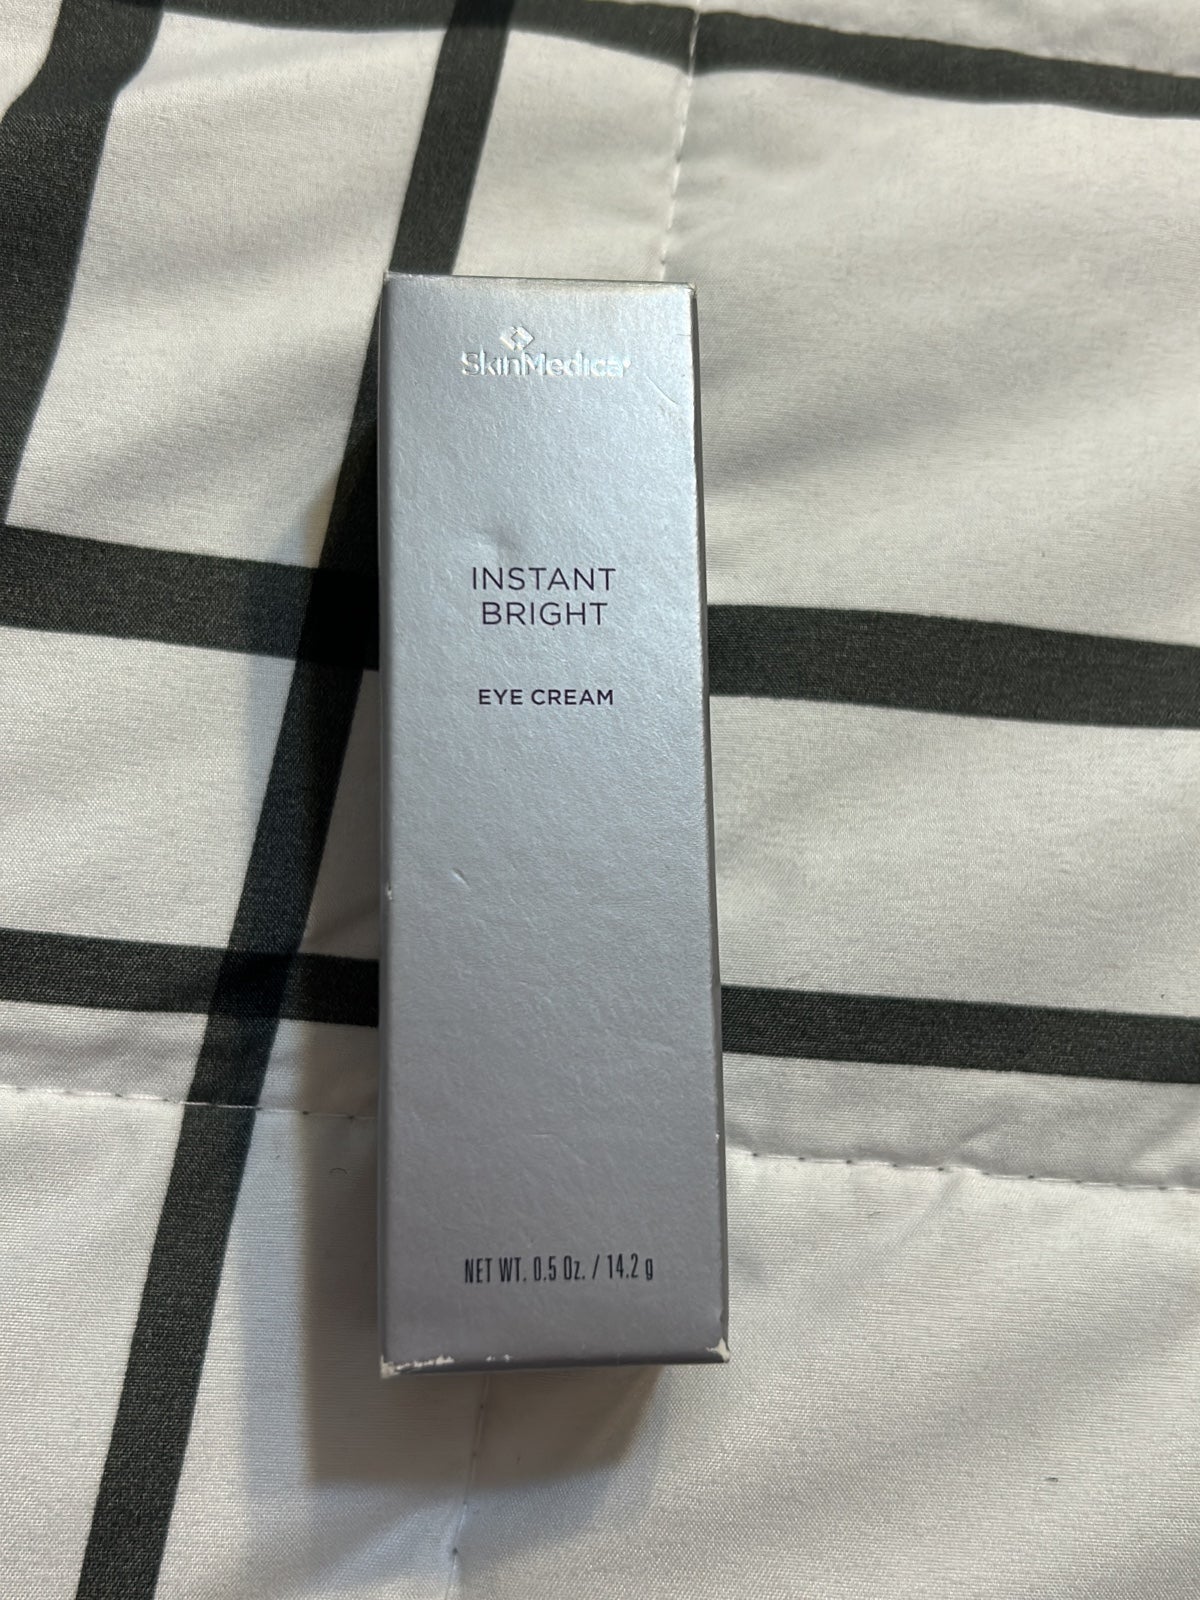 SkinMedica®
INSTANT
BRIGHT
EYE CREAM
NET WT. 0.5 Oz. / 14.2 g